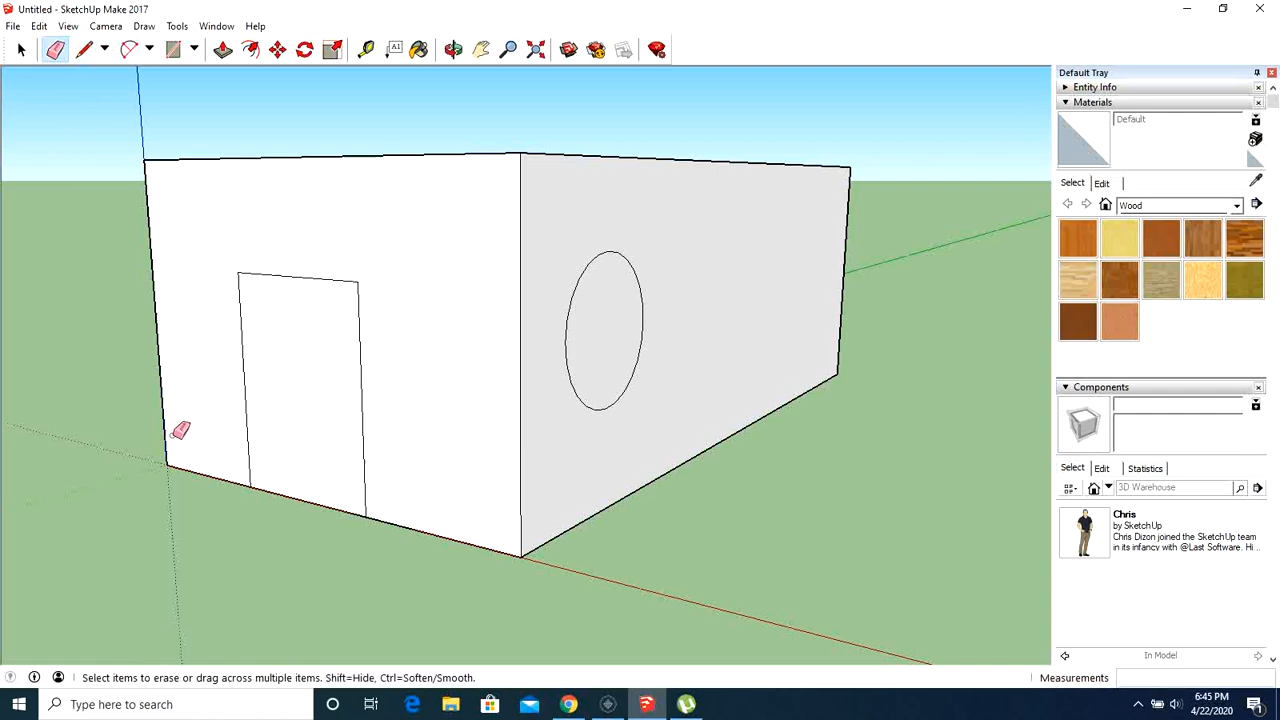 Untitled - SketchUp Make 2017
File Edit View Camera Draw Tools Window Help
A1
Default Tray
Entity Info
Materials
Default
Select Edit
Wood
Components
Select Edit Statistics
3D Warehouse
Chris
by SketchUp
Chris Dizon joined the SketchUp team
in its infancy with @Last Software. Hi...
In Model
Select items to erase or drag across multiple items. Shift=Hide, Ctrl=Soften/Smooth.
Measurements
Type here to search
6:45 PM
4/22/2020
1